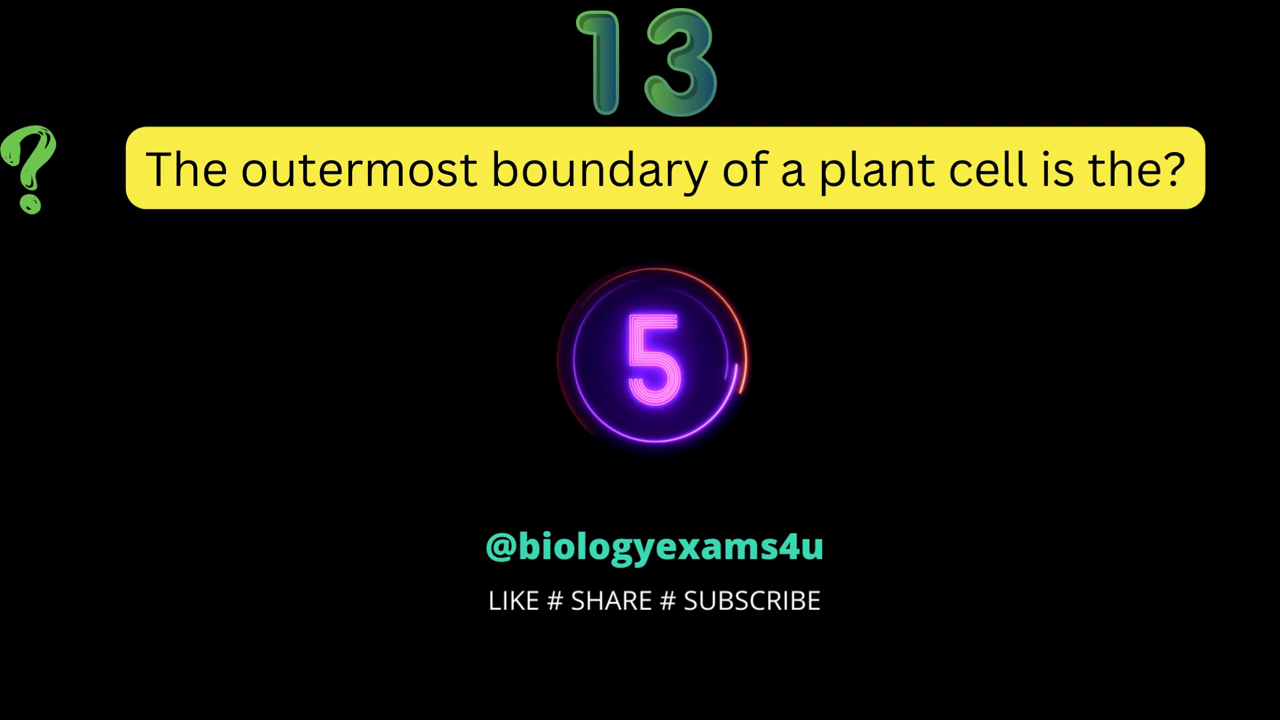 13
?
The outermost boundary of a plant cell is the?
5
@biologyexams4u
LIKE # SHARE # SUBSCRIBE